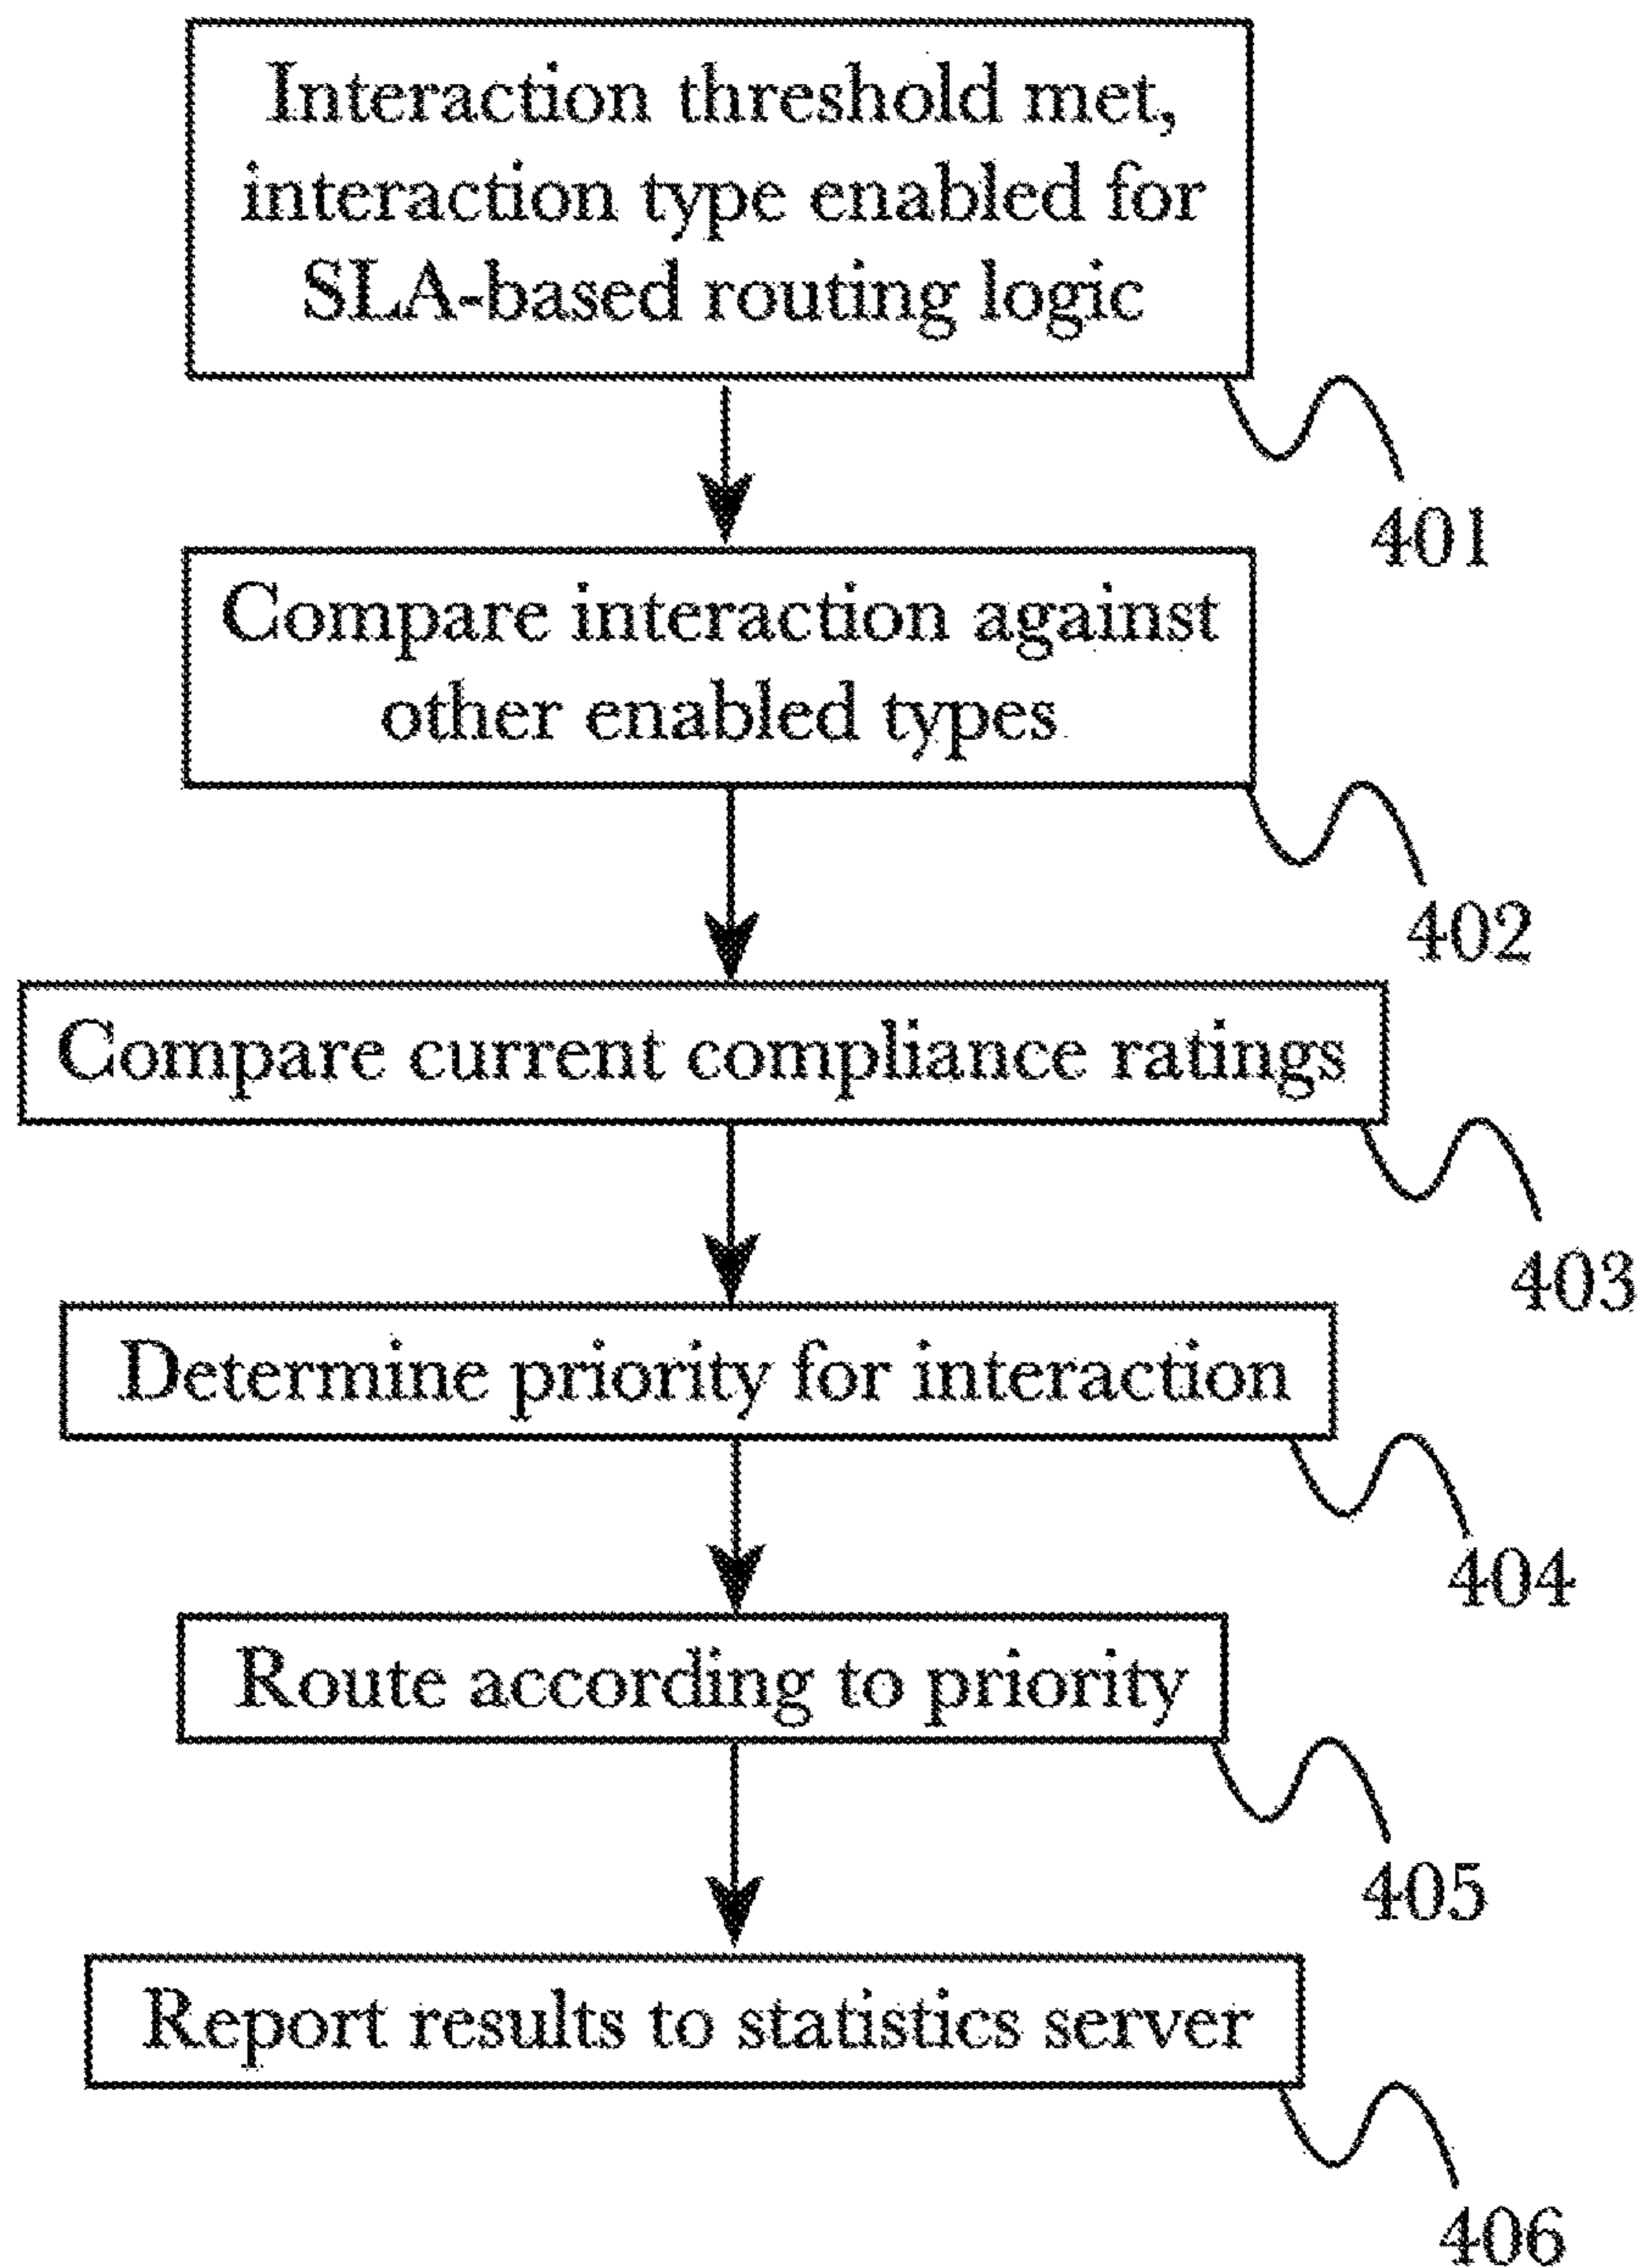 Interaction threshold met,
interaction type enabled for
SLA-based routing logic
401
Compare interaction against
other enabled types
402
Compare current compliance ratings
403
Determine priority for interaction
404
Route according to priority
405
Report results to statistics server
406